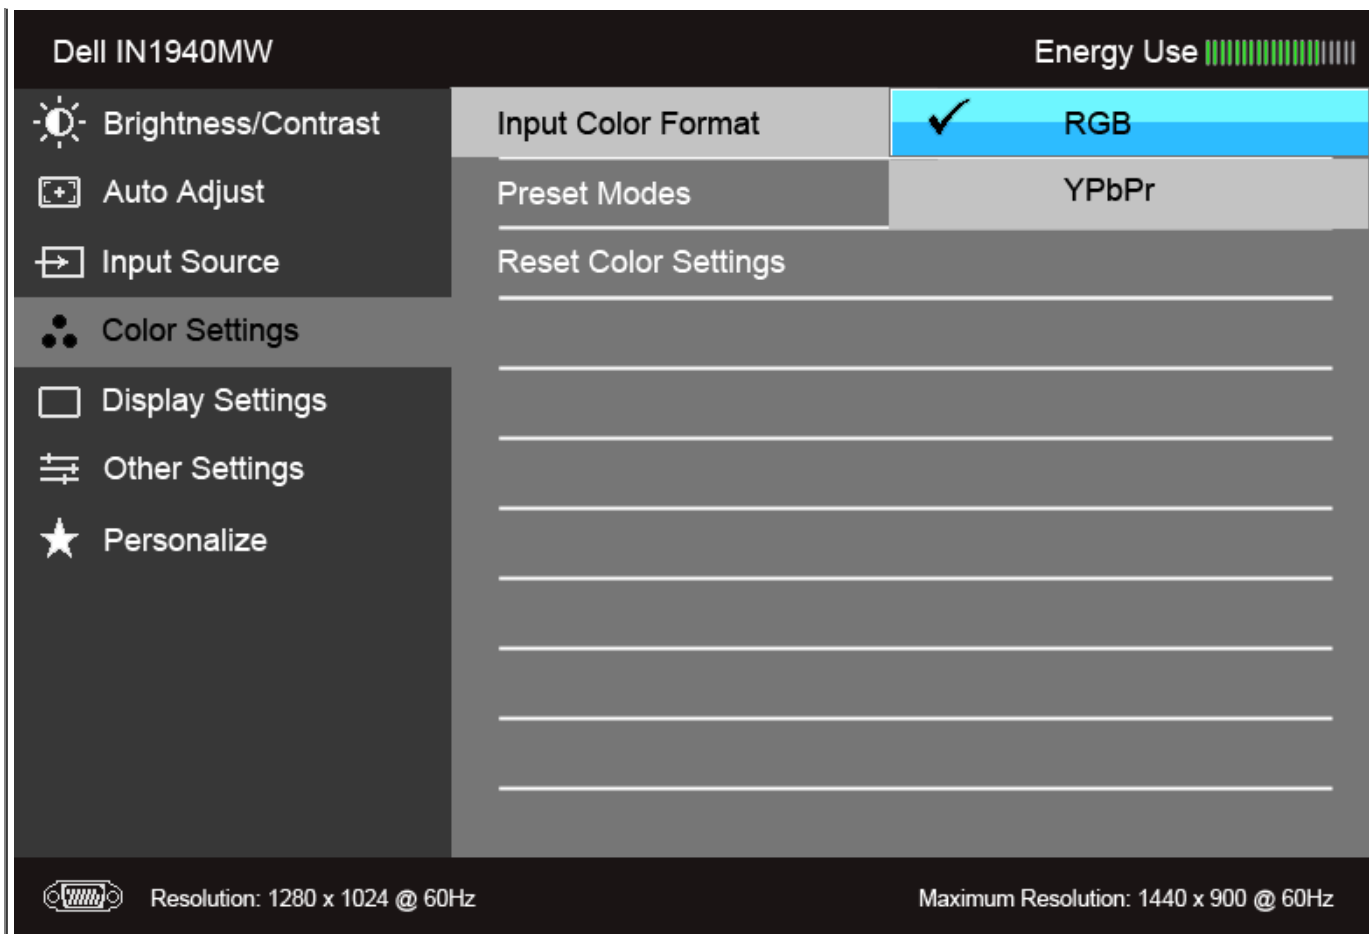 Dell IN1940MW
Energy Use
Brightness/Contrast
Auto Adjust
Input Source
Color Settings
Display Settings
Other Settings
Personalize
Input Color Format
Preset Modes
Reset Color Settings
RGB
YPbPr
Resolution: 1280 x 1024 @ 60Hz
Maximum Resolution: 1440 x 900 @ 60Hz